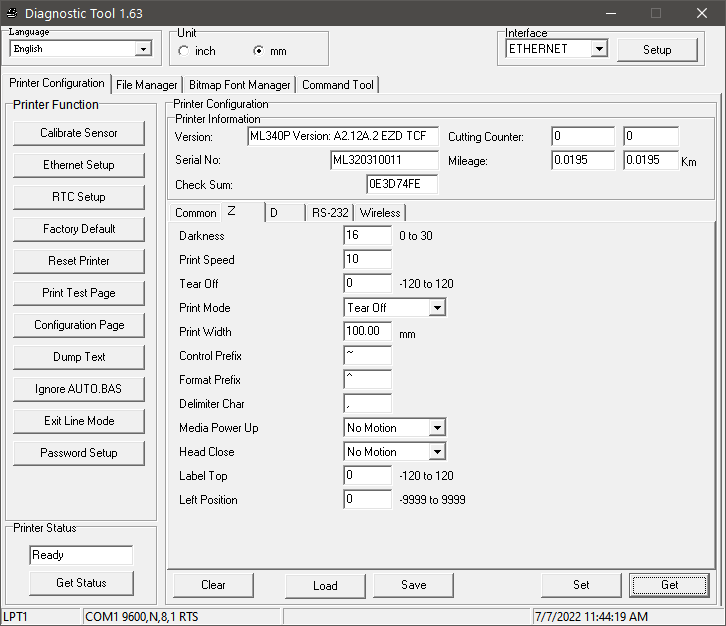 Diagnostic Tool 1.63
Language
English
Unit
inch
mm
Interface
ETHERNET
Setup
Printer Configuration
File Manager
Bitmap Font Manager
Command Tool
Printer Function
Calibrate Sensor
Ethernet Setup
RTC Setup
Factory Default
Reset Printer
Print Test Page
Configuration Page
Dump Text
Ignore AUTO.BAS
Exit Line Mode
Password Setup
Printer Status
Ready
Get Status
Printer Configuration
Printer Information
Version: ML340P Version: A2.12A.2 EZD TCF
Cutting Counter: 0 0
Serial No: ML320310011
Mileage: 0.0195 0.0195 Km
Check Sum: 0E3D74FE
Common Z D RS-232 Wireless
Darkness 16 0 to 30
Print Speed 10
Tear Off 0 -120 to 120
Print Mode Tear Off
Print Width 100.00 mm
Control Prefix ~
Format Prefix ^
Delimiter Char ,
Media Power Up No Motion
Head Close No Motion
Label Top 0 -120 to 120
Left Position 0 -9999 to 9999
Clear Load Save Set Get
LPT1 COM1 9600,N,8,1 RTS 7/7/2022 11:44:19 AM